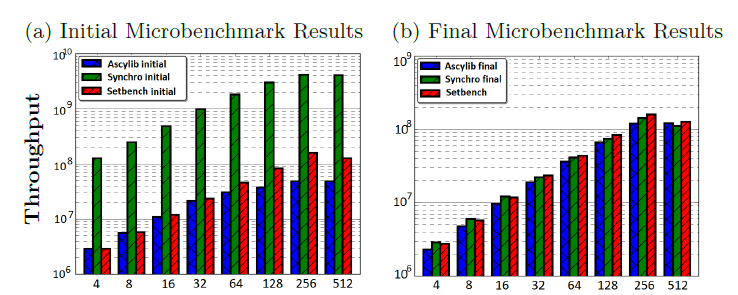 (a) Initial Microbenchmark Results
Throughput
10^10
10^9
10^8
10^7
10^6
Ascylib initial
Synchro initial
Setbench initial
4 8 16 32 64 128 256 512
(b) Final Microbenchmark Results
10^9
10^8
10^7
10^6
Ascylib final
Synchro final
Setbench
4 8 16 32 64 128 256 512